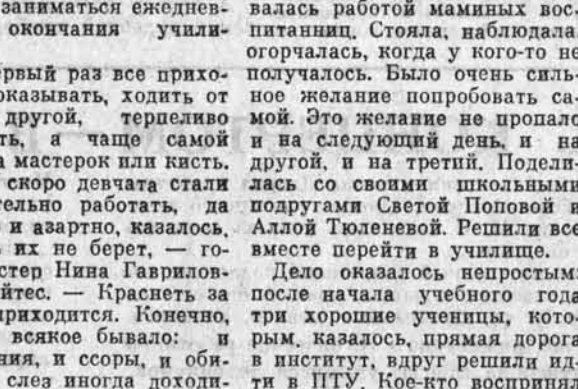 заниматься ежеднев-
окончания учили-
рвый раз все прихо-
оказывать, ходить от
другой, терпеливо
ть, а чаще самой
а мастерок или кисть.
скоро девчата стали
тельно работать, да
и азартно, казалось,
их не берет, — го-
стер Нина Гаврилов-
йтес. — Краснеть за
приходится. Конечно,
всякое бывало: и
ния, и ссоры, и оби-
слез иногда доходи-
валась работой маминых вос-
питанниц. Стояла, наблюдала,
огорчалась, когда у кого-то не
получалось. Было очень силь-
ное желание попробовать са-
мой. Это желание не пропало
и на следующий день, и на
другой, и на третий. Подели-
лась со своими школьными
подругами Светой Поповой и
Аллой Тюленевой. Решили все
вместе перейти в училище.
Дело оказалось непростым:
после начала учебного года
три хорошие ученицы, кото-
рым, казалось, прямая дорога
в институт, вдруг решили ид-
ти в ПТУ. Кое-кто восприня